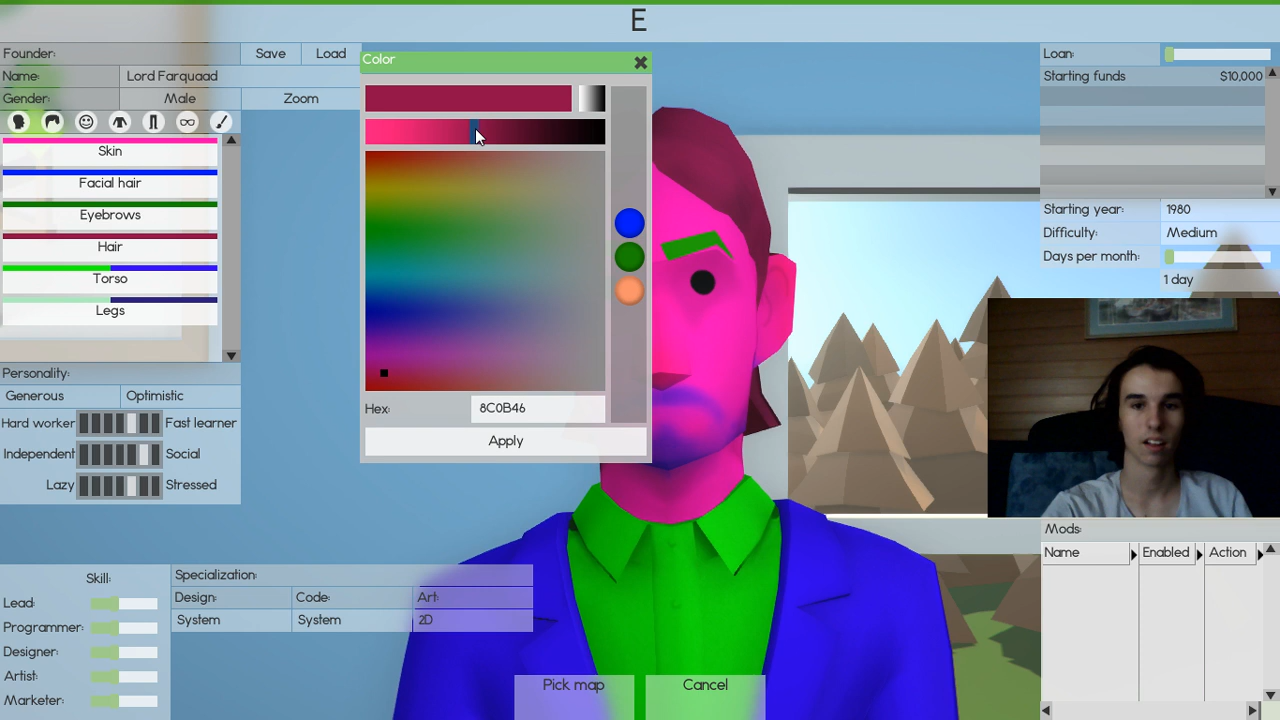 E
Founder:
Save
Load
Name:
Lord Farquaad
Gender:
Male
Zoom
Skin
Facial hair
Eyebrows
Hair
Torso
Legs
Personality:
Generous
Optimistic
Hard worker
Fast learner
Independent
Social
Lazy
Stressed
Skill:
Lead:
Programmer:
Designer:
Artist:
Marketer:
Specialization:
Design:
Code:
Art:
System
System
2D
Color
Hex:
8C0B46
Apply
Pick map
Cancel
Loan:
Starting funds
$10,000
Starting year:
1980
Difficulty:
Medium
Days per month:
1 day
Mods:
Name
Enabled
Action